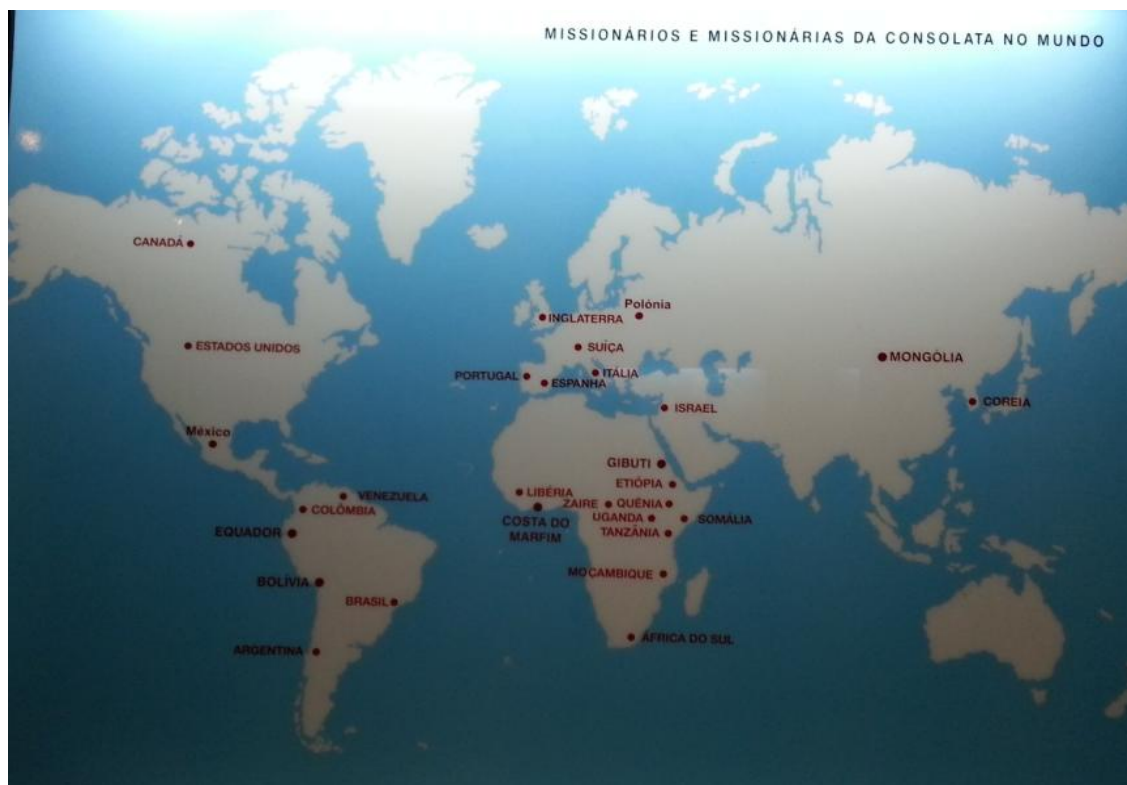 MISSIONÁRIOS E MISSIONÁRIAS DA CONSOLATA NO MUNDO
CANADÁ
ESTADOS UNIDOS
México
VENEZUELA
COLÔMBIA
EQUADOR
BOLÍVIA
BRASIL
ARGENTINA
Polónia
INGLATERRA
SUÍÇA
PORTUGAL
ITÁLIA
ESPANHA
ISRAEL
MONGÓLIA
COREIA
GIBUTI
ETIÓPIA
LIBÉRIA
ZAIRE
QUÊNIA
COSTA DO
MARFIM
UGANDA
SOMÁLIA
TANZÂNIA
MOÇAMBIQUE
ÁFRICA DO SUL